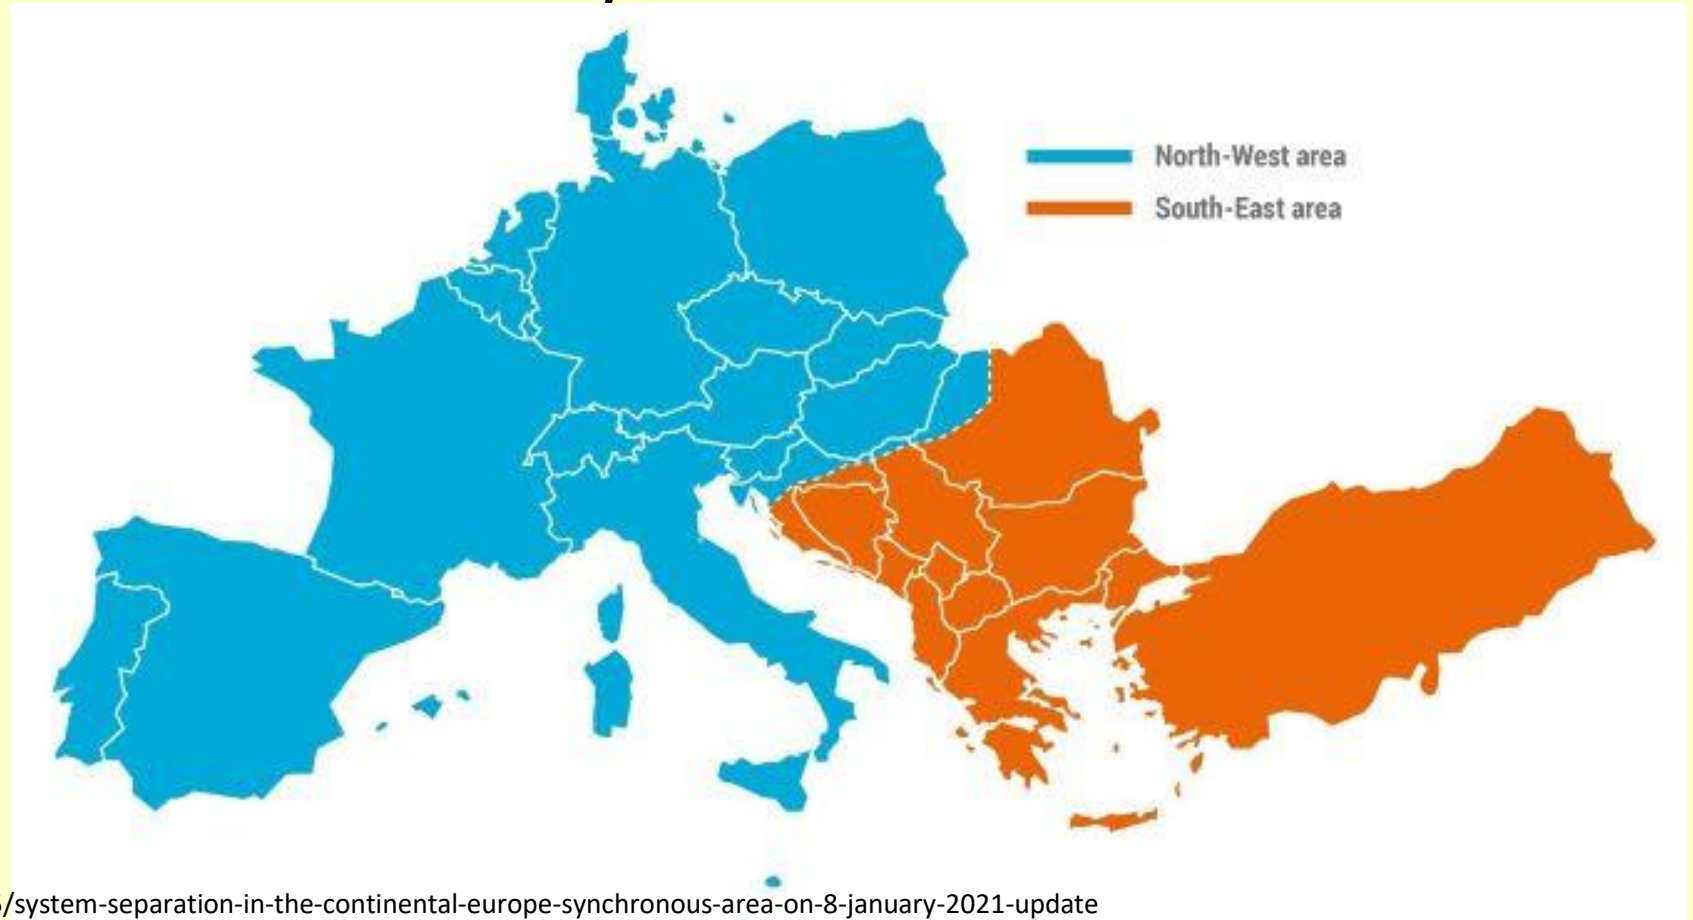 North-West area
South-East area
/system-separation-in-the-continental-europe-synchronous-area-on-8-january-2021-update